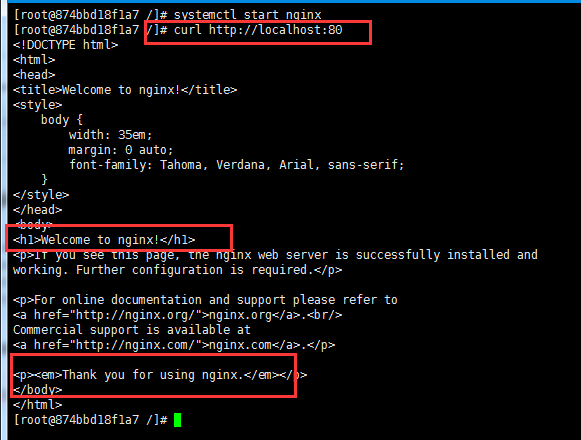 [root@874bbd18f1a7 /]# systemctl start nginx
[root@874bbd18f1a7 /]# curl http://localhost:80
<!DOCTYPE html>
<html>
<head>
<title>Welcome to nginx!</title>
<style>
    body {
        width: 35em;
        margin: 0 auto;
        font-family: Tahoma, Verdana, Arial, sans-serif;
    }
</style>
</head>
<body>
<h1>Welcome to nginx!</h1>
<p>If you see this page, the nginx web server is successfully installed and
working. Further configuration is required.</p>

<p>For online documentation and support please refer to
<a href="http://nginx.org/">nginx.org</a>.<br/>
Commercial support is available at
<a href="http://nginx.com/">nginx.com</a>.</p>

<p><em>Thank you for using nginx.</em></p>
</body>
</html>
[root@874bbd18f1a7 /]#